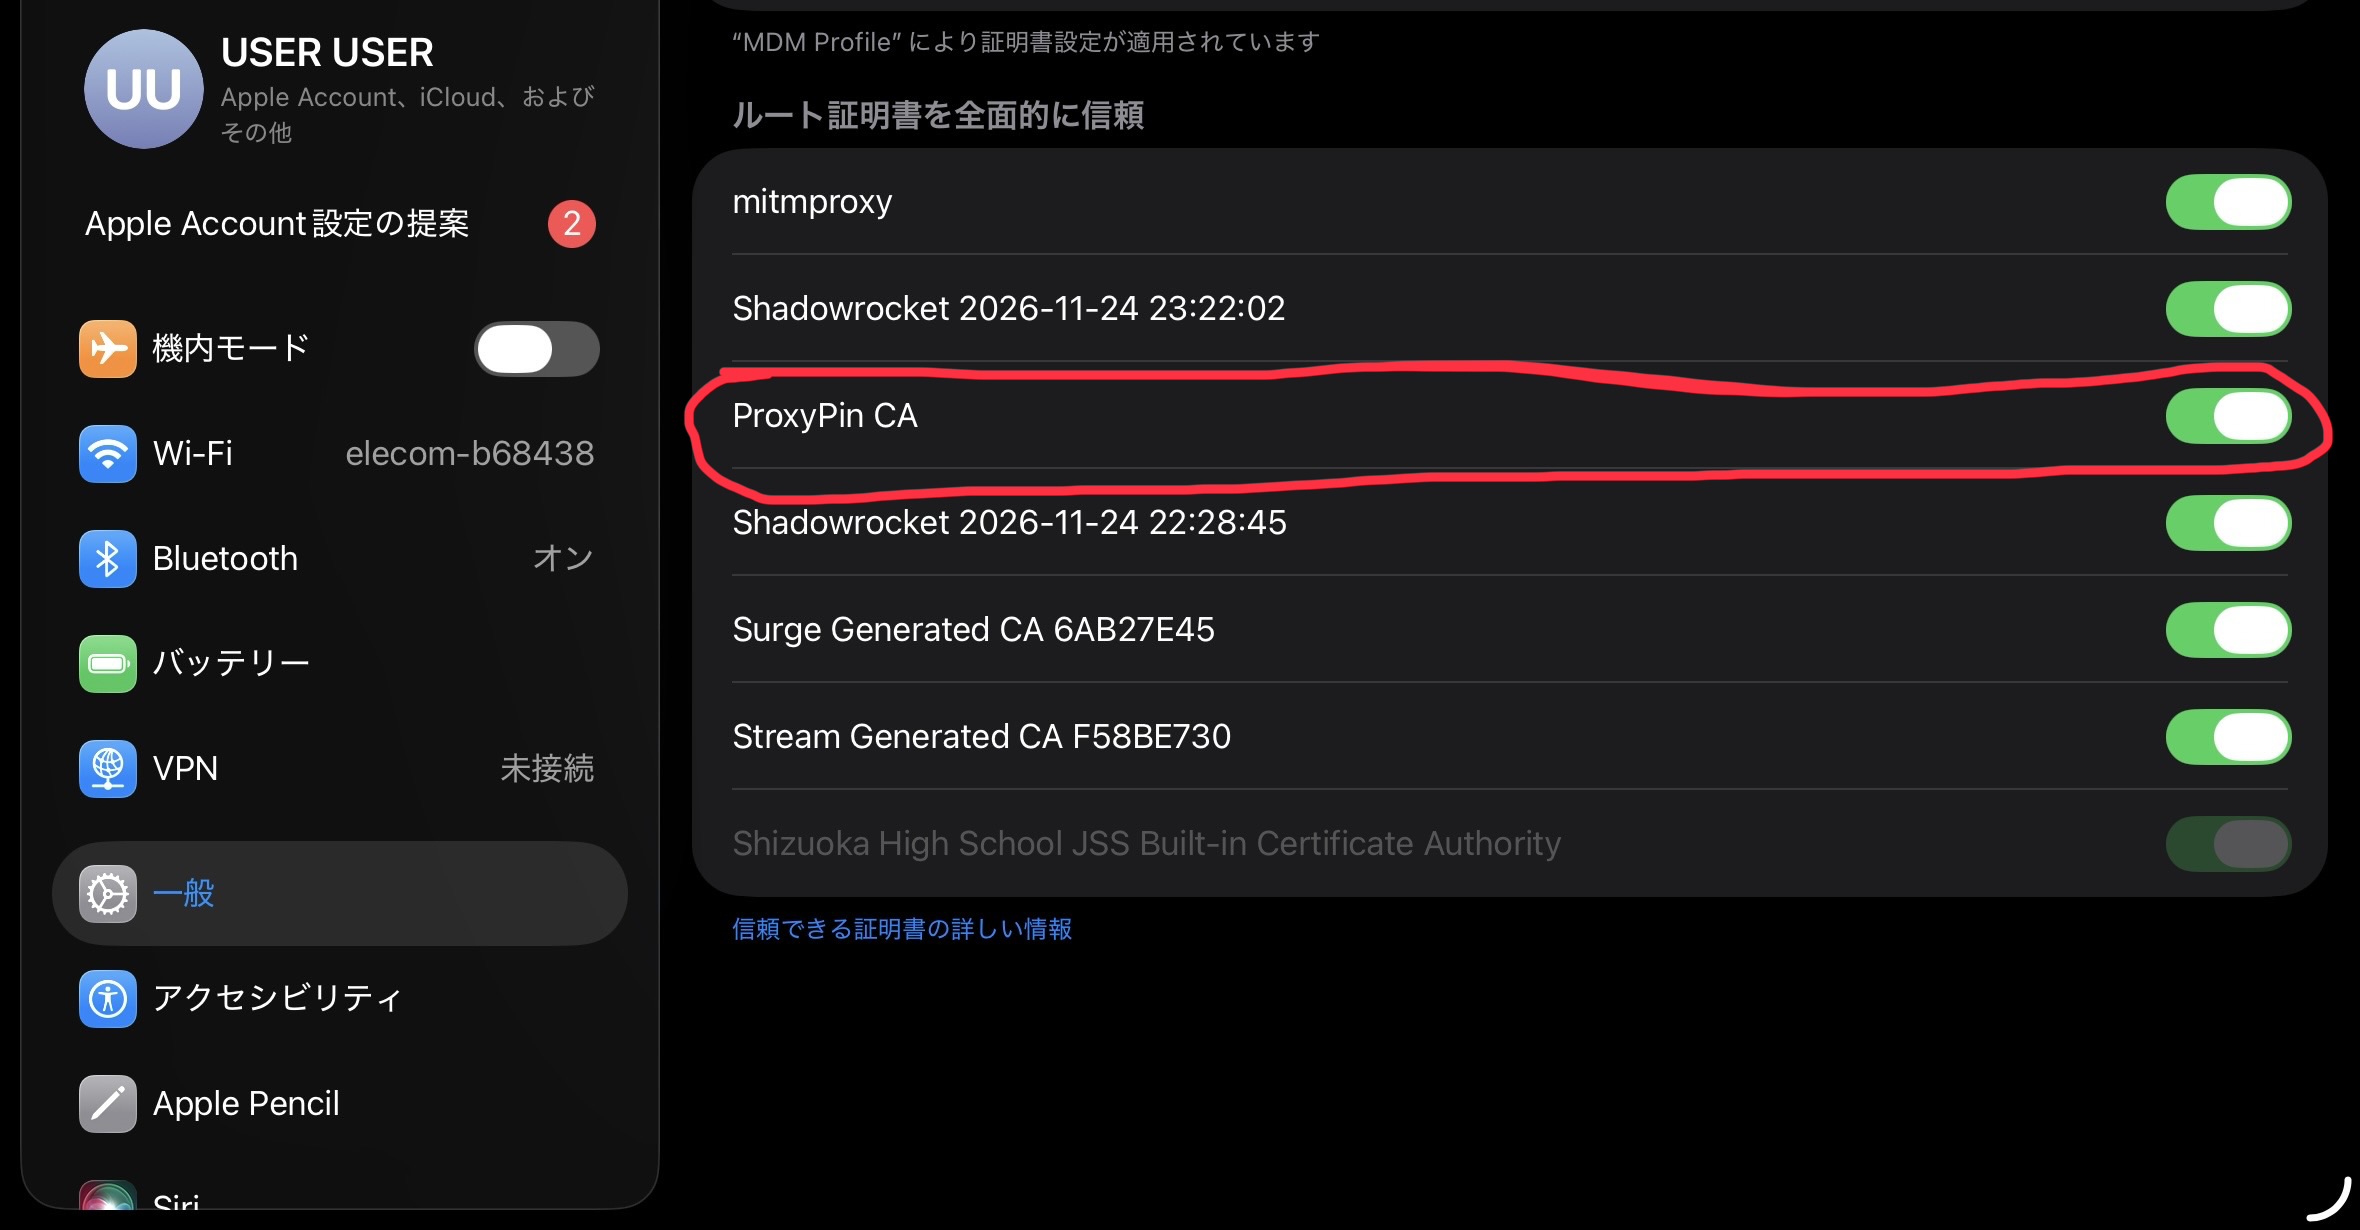 UU
USER USER
Apple Account、iCloud、および
その他
Apple Account設定の提案 2
機内モード
Wi-Fi elecom-b68438
Bluetooth オン
バッテリー
VPN 未接続
一般
アクセシビリティ
Apple Pencil
Siri
“MDM Profile” により証明書設定が適用されています
ルート証明書を全面的に信頼
mitmproxy
Shadowrocket 2026-11-24 23:22:02
ProxyPin CA
Shadowrocket 2026-11-24 22:28:45
Surge Generated CA 6AB27E45
Stream Generated CA F58BE730
Shizuoka High School JSS Built-in Certificate Authority
信頼できる証明書の詳しい情報